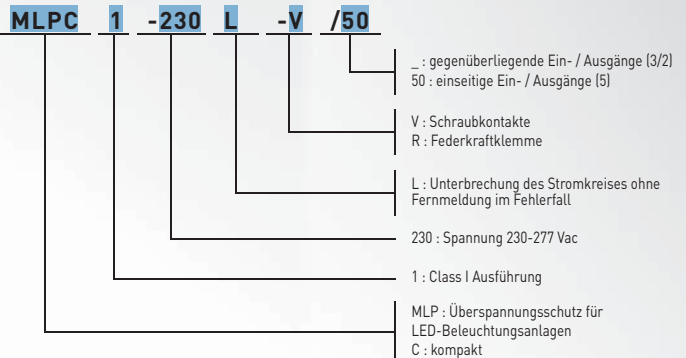 MLPC 1 -230 L -V /50
_ : gegenüberliegende Ein- / Ausgänge (3/2)
50 : einseitige Ein- / Ausgänge (5)
V : Schraubkontakte
R : Federkraftklemme
L : Unterbrechung des Stromkreises ohne
Fernmeldung im Fehlerfall
230 : Spannung 230-277 Vac
1 : Class I Ausführung
MLP : Überspannungsschutz für
LED-Beleuchtungsanlagen
C : kompakt